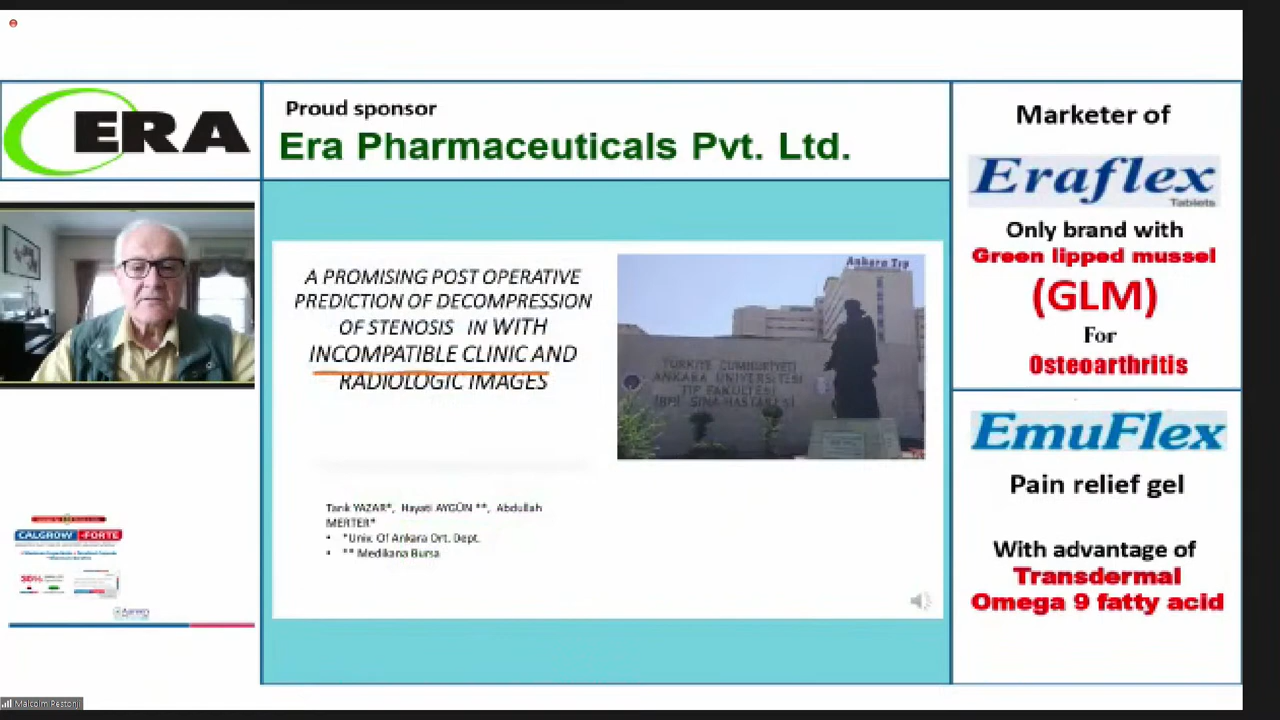 ERA
Proud sponsor
Era Pharmaceuticals Pvt. Ltd.
A PROMISING POST OPERATIVE
PREDICTION OF DECOMPRESSION
OF STENOSIS IN WITH
INCOMPATIBLE CLINIC AND
RADIOLOGIC IMAGES
Ankara Tıp
TÜRKİYE CUMHURİYETİ
ANKARA ÜNİVERSİTESİ
TIP FAKÜLTESİ
İBNİ SİNA HASTANESİ
Tarık YAZAR*, Hayati AYGÜN **, Abdullah
MERTER*
• *Univ. Of Ankara Ort. Dept.
• ** Medikana Bursa
Marketer of
Eraflex
Tablets
Only brand with
Green lipped mussel
(GLM)
For
Osteoarthritis
EmuFlex
Pain relief gel
With advantage of
Transdermal
Omega 9 fatty acid
CALGROW -FORTE
Malcolm Pestonji